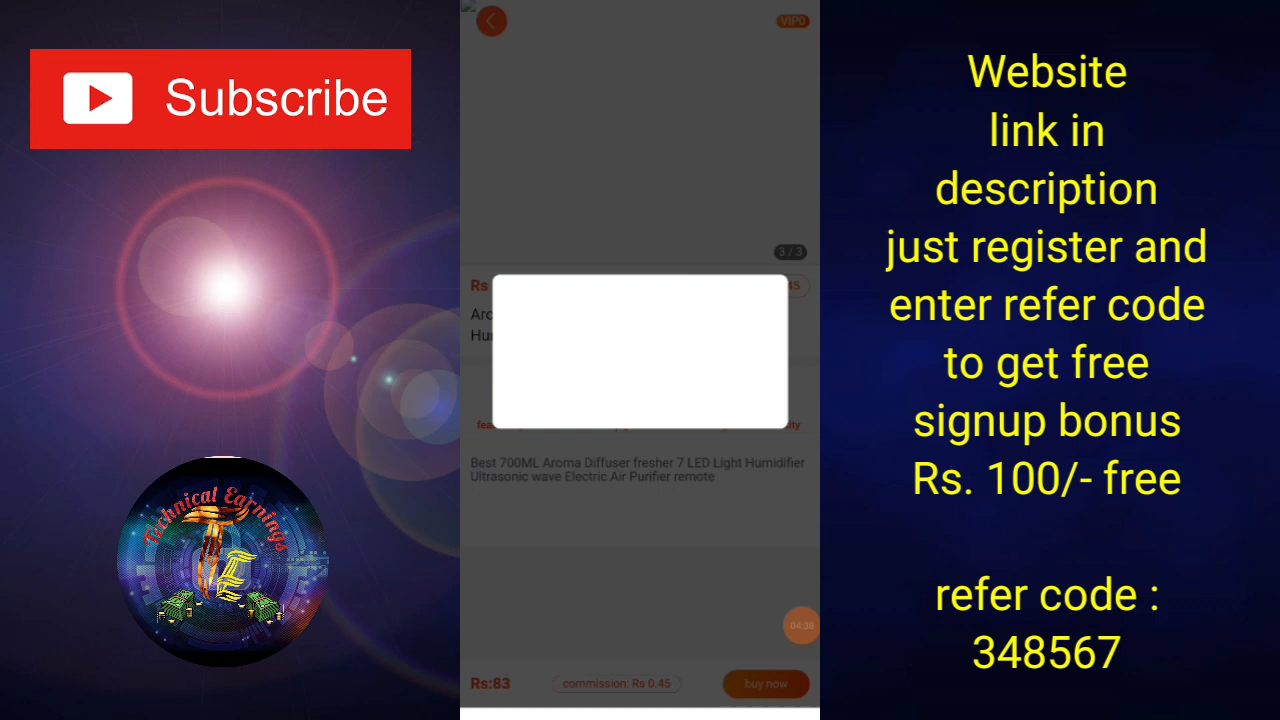 Subscribe
Technical Earnings
TE
VIP0
3 / 3
Rs
45
Best 700ML Aroma Diffuser fresher 7 LED Light Humidifier
Ultrasonic wave Electric Air Purifier remote
04:38
Rs:83
commission: Rs 0.45
buy now
Website
link in
description
just register and
enter refer code
to get free
signup bonus
Rs. 100/- free
refer code :
348567